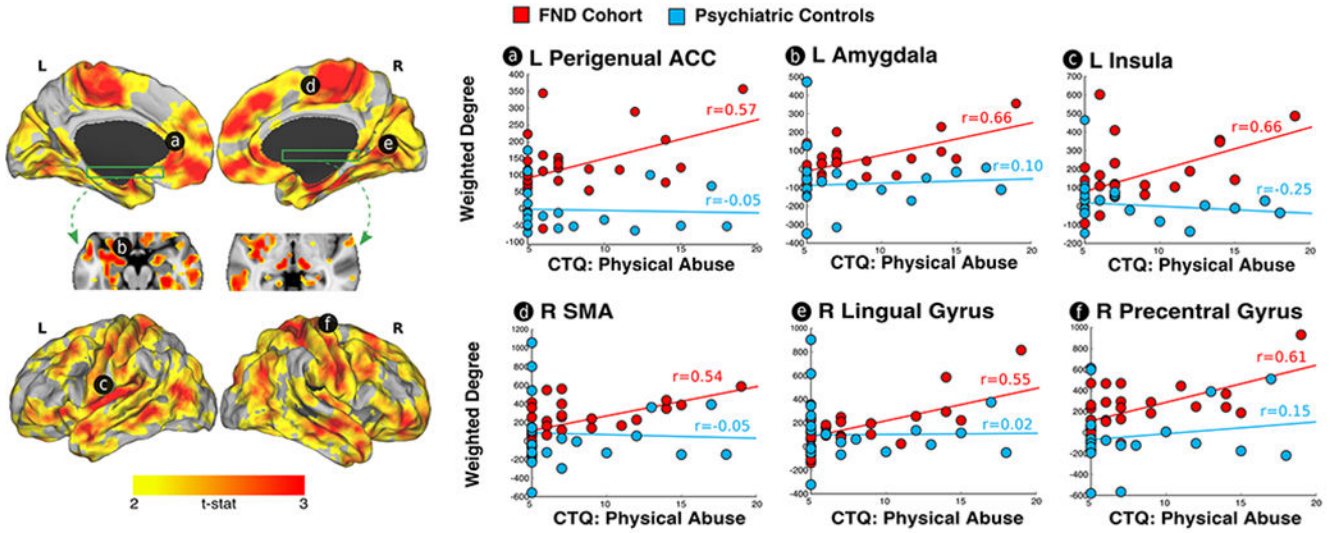 FND Cohort Psychiatric Controls
L
R
a
d
e
b
L
R
c
f
2
3
t-stat
a L Perigenual ACC
Weighted Degree
400
350
300
250
200
150
100
50
0
-50
-100
r=0.57
r=-0.05
5 10 15 20
CTQ: Physical Abuse
b L Amygdala
500
400
300
200
100
0
-100
-200
-300
-400
r=0.66
r=0.10
5 10 15 20
CTQ: Physical Abuse
c L Insula
700
600
500
400
300
200
100
0
-100
-200
r=0.66
r=-0.25
5 10 15 20
CTQ: Physical Abuse
d R SMA
Weighted Degree
1200
1000
800
600
400
200
0
-200
-400
-600
r=0.54
r=-0.05
5 10 15 20
CTQ: Physical Abuse
e R Lingual Gyrus
1000
800
600
400
200
0
-200
-400
r=0.55
r=0.02
5 10 15 20
CTQ: Physical Abuse
f R Precentral Gyrus
1000
800
600
400
200
0
-200
-400
-600
r=0.61
r=0.15
5 10 15 20
CTQ: Physical Abuse